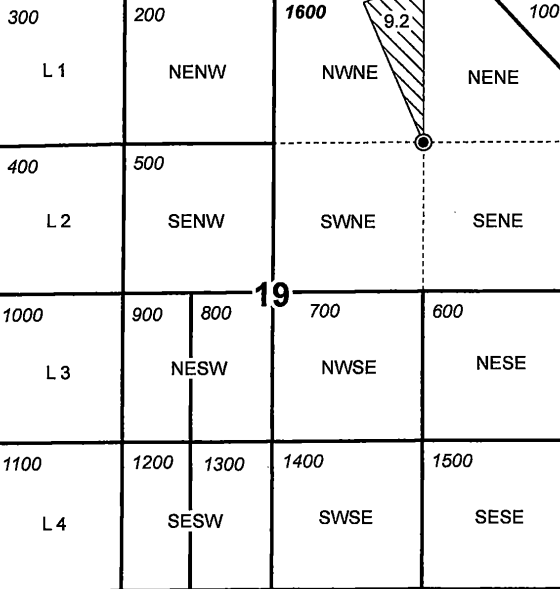 300 200 1600 9.2 100
L 1 NENW NWNE NENE
400 500
L 2 SENW SWNE SENE
19
1000 900 800 700 600
L 3 NESW NWSE NESE
1100 1200 1300 1400 1500
L 4 SESW SWSE SESE